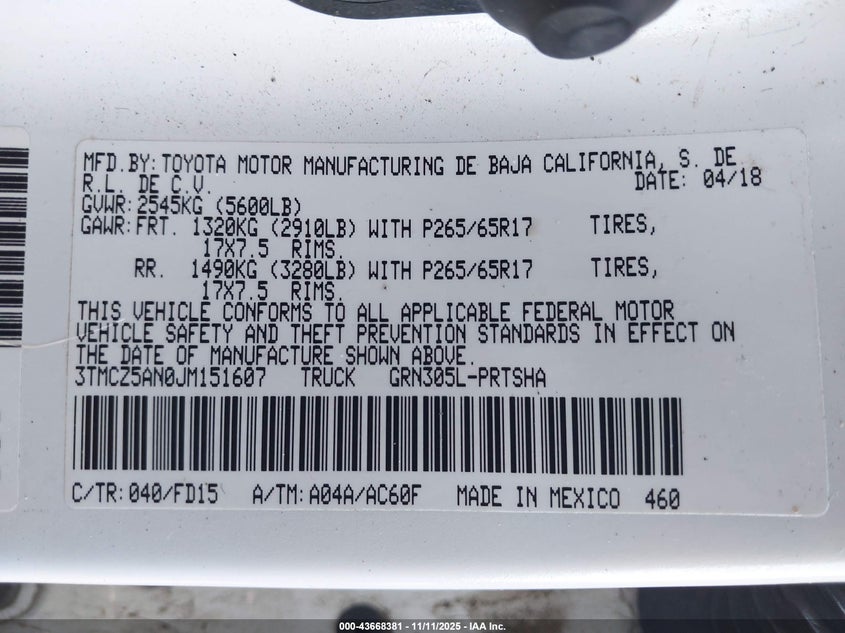 MFD.BY:TOYOTA MOTOR MANUFACTURING DE BAJA CALIFORNIA, S. DE
R.L. DE C.V. DATE: 04/18
GVWR:2545KG (5600LB)
GAWR:FRT. 1320KG (2910LB) WITH P265/65R17 TIRES,
17X7.5 RIMS.
RR. 1490KG (3280LB) WITH P265/65R17 TIRES,
17X7.5 RIMS.
THIS VEHICLE CONFORMS TO ALL APPLICABLE FEDERAL MOTOR
VEHICLE SAFETY AND THEFT PREVENTION STANDARDS IN EFFECT ON
THE DATE OF MANUFACTURE SHOWN ABOVE.
3TMCZ5AN0JM151607 TRUCK GRN305L-PRTSHA
C/TR:040/FD15 A/TM:A04A/AC60F MADE IN MEXICO 460
000-43668381 - 11/11/2025 - IAA Inc.